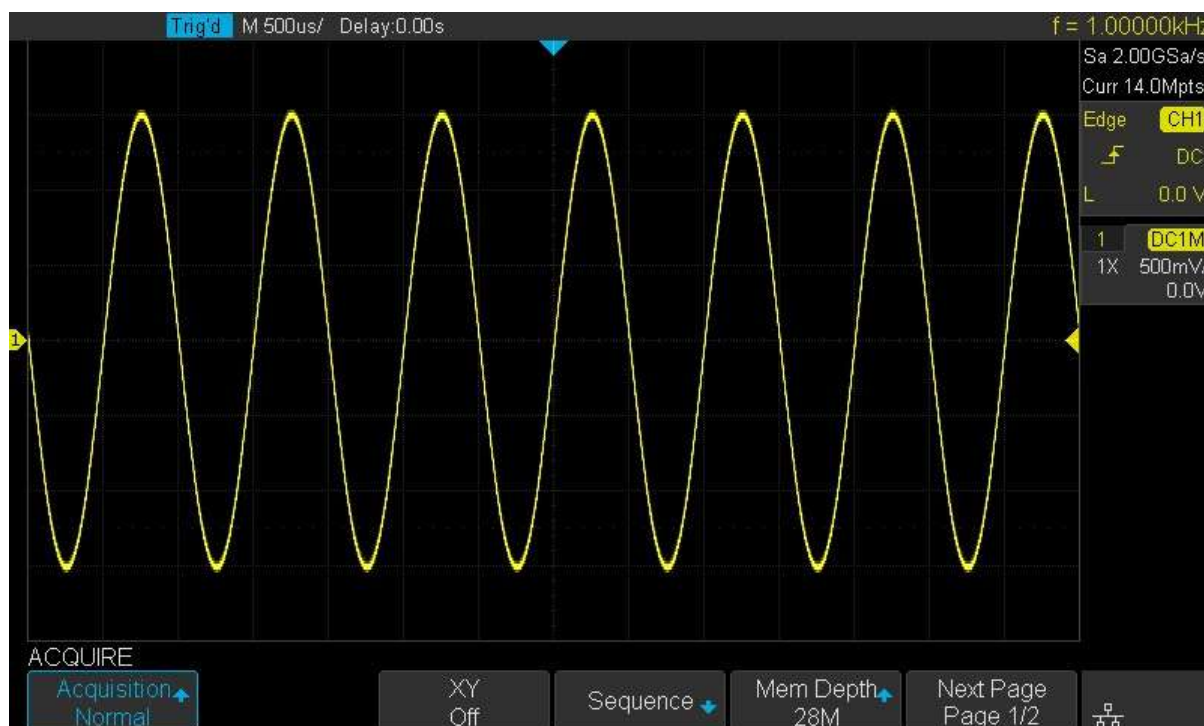 Trig'd M 500us/ Delay:0.00s f = 1.00000kHz
Sa 2.00GSa/s
Curr 14.0Mpts
Edge CH1
DC
L 0.0 V
1 DC1M
1X 500mV/
0.0V
1
ACQUIRE
Acquisition
Normal
XY
Off
Sequence
Mem Depth
28M
Next Page
Page 1/2